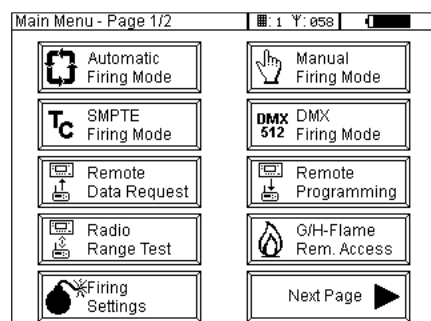 Main Menu - Page 1/2
: 1 : 058
Automatic
Firing Mode
Manual
Firing Mode
TC
SMPTE
Firing Mode
DMX
512
DMX
Firing Mode
Remote
Data Request
Remote
Programming
Radio
Range Test
G/H-Flame
Rem. Access
Firing
Settings
Next Page